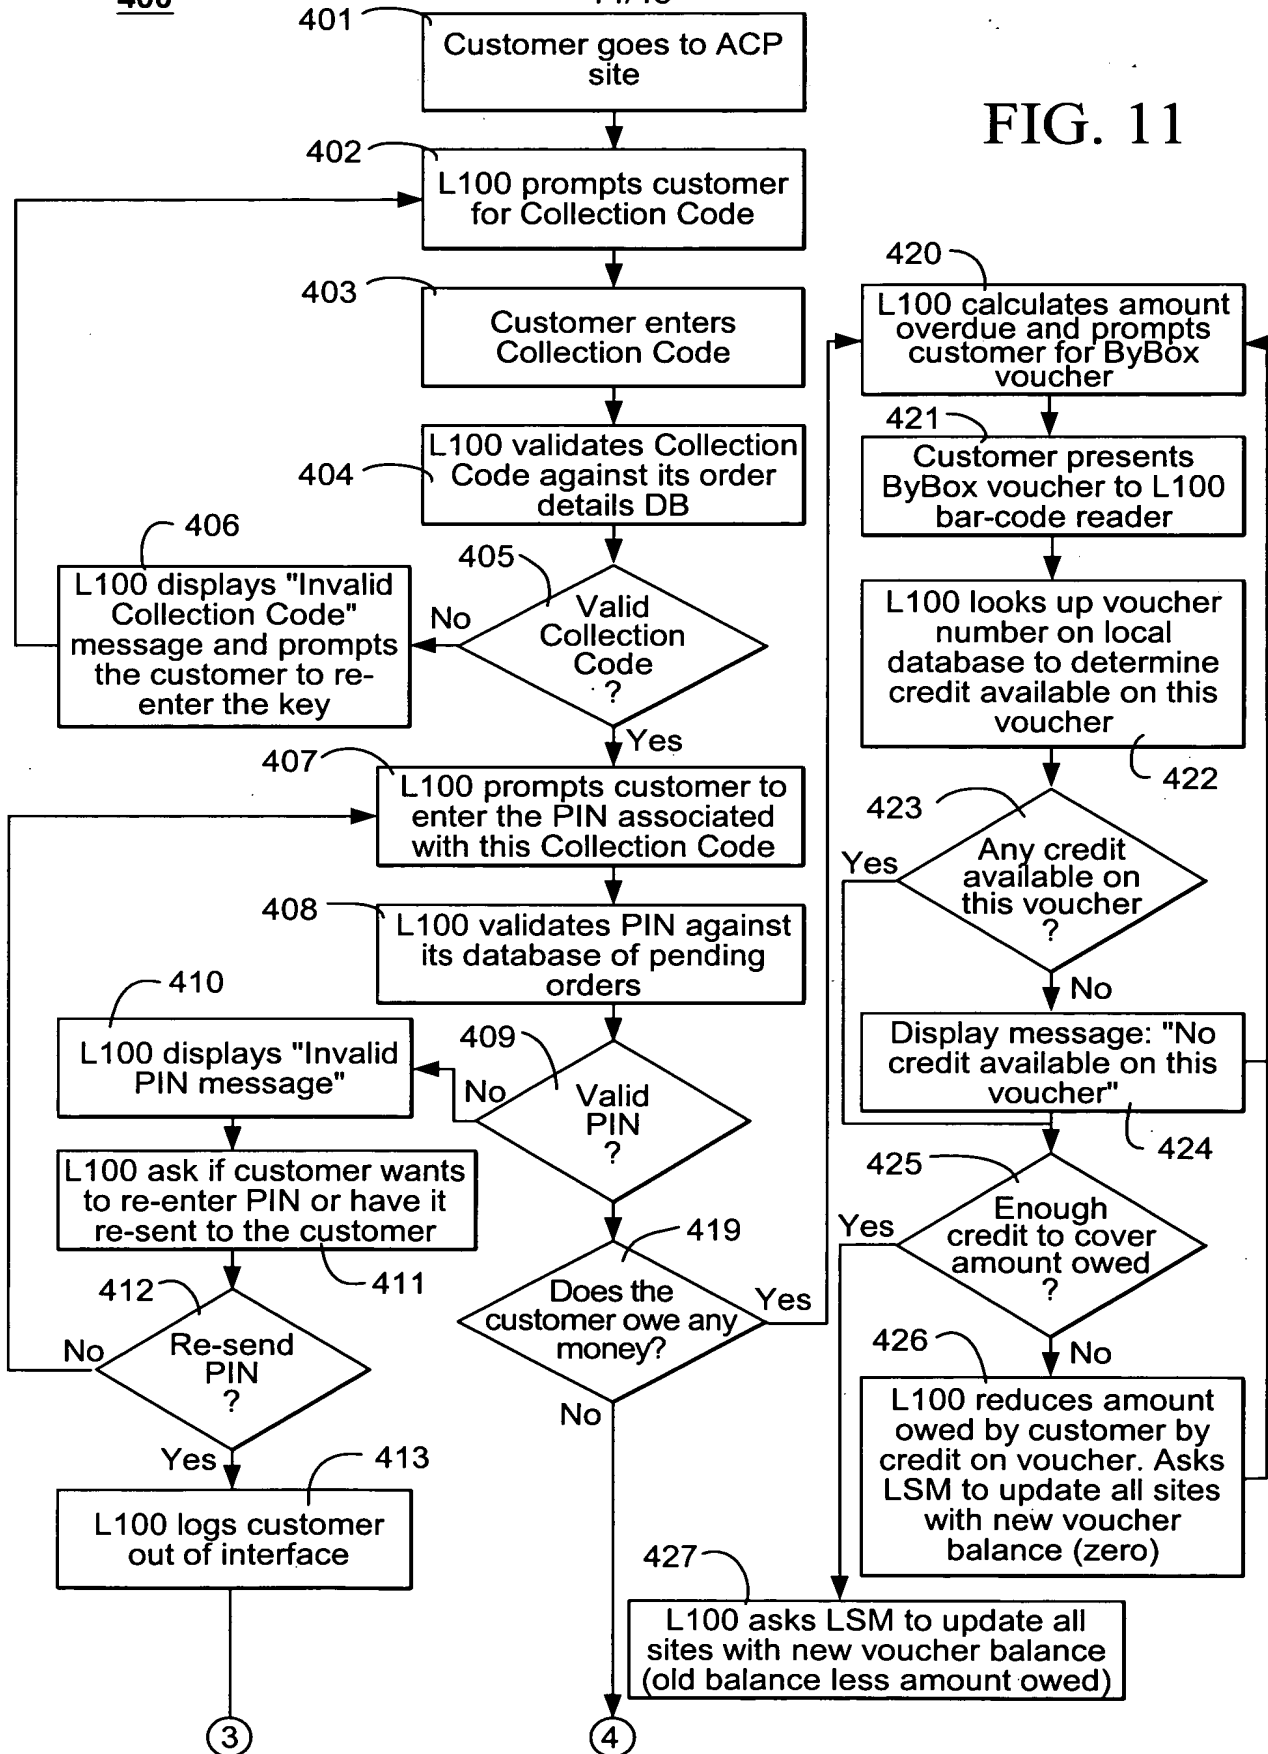 401
Customer goes to ACP
site
FIG. 11
402
L100 prompts customer
for Collection Code
403
Customer enters
Collection Code
404
L100 validates Collection
Code against its order
details DB
405
Valid
Collection
Code
?
No
Yes
406
L100 displays "Invalid
Collection Code"
message and prompts
the customer to re-
enter the key
407
L100 prompts customer to
enter the PIN associated
with this Collection Code
408
L100 validates PIN against
its database of pending
orders
409
Valid
PIN
?
No
410
L100 displays "Invalid
PIN message"
L100 ask if customer wants
to re-enter PIN or have it
re-sent to the customer
411
412
Re-send
PIN
?
No
Yes
413
L100 logs customer
out of interface
3
419
Does the
customer owe any
money?
Yes
No
4
420
L100 calculates amount
overdue and prompts
customer for ByBox
voucher
421
Customer presents
ByBox voucher to L100
bar-code reader
L100 looks up voucher
number on local
database to determine
credit available on this
voucher
422
423
Any credit
available on
this voucher
?
Yes
No
Display message: "No
credit available on this
voucher"
424
425
Enough
credit to cover
amount owed
?
Yes
No
426
L100 reduces amount
owed by customer by
credit on voucher. Asks
LSM to update all sites
with new voucher
balance (zero)
427
L100 asks LSM to update all
sites with new voucher balance
(old balance less amount owed)